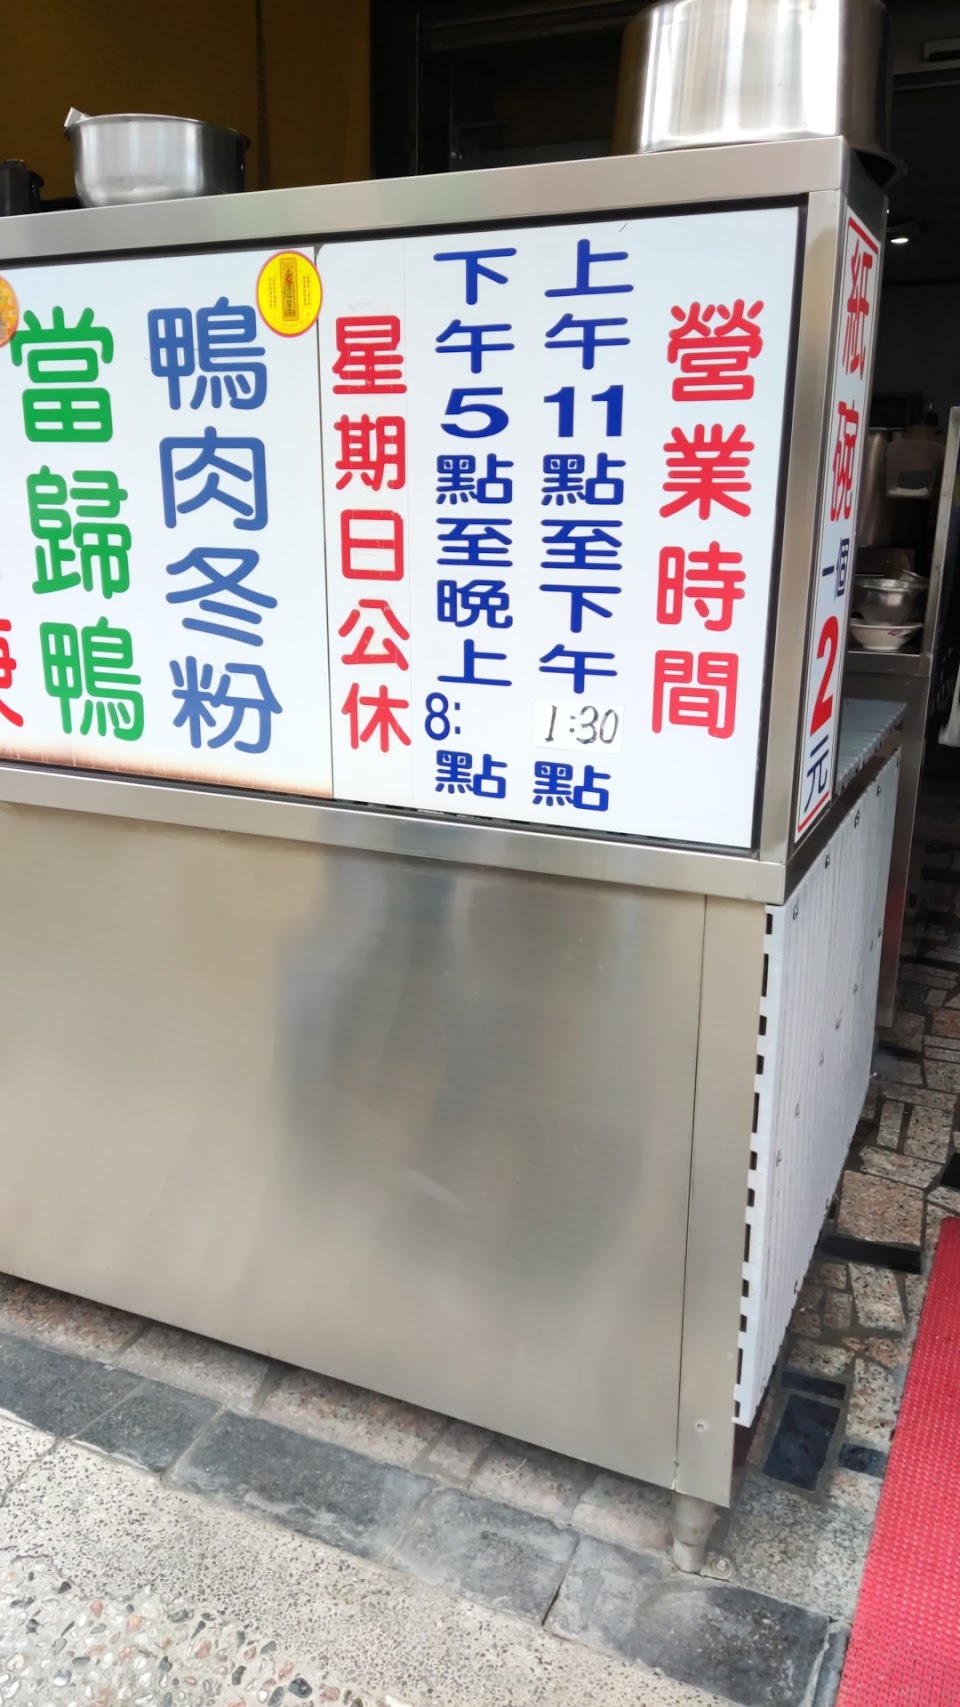 營業時間
上午11點至下午1:30點
下午5點至晚上8:點
星期日公休
鴨肉冬粉
當歸鴨
紙碗一個2元